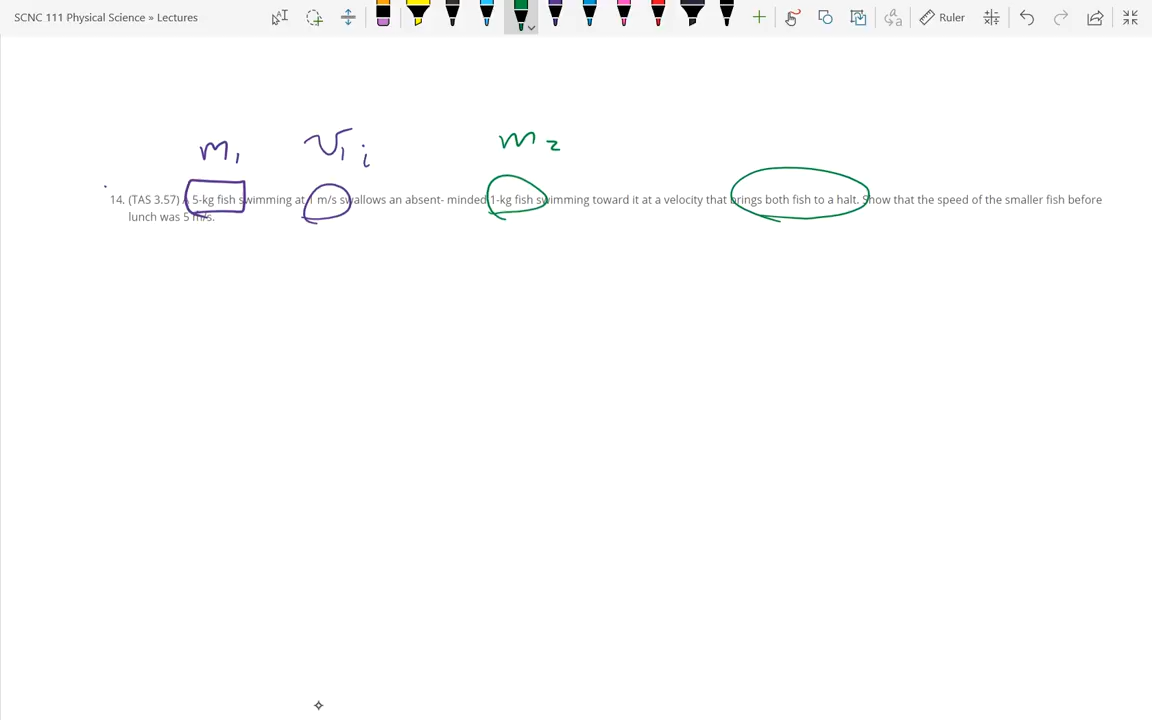 SCNC 111 Physical Science » Lectures
Ruler
m₁ v₁ᵢ m₂
14. (TAS 3.57) A 5-kg fish swimming at 1 m/s swallows an absent- minded 1-kg fish swimming toward it at a velocity that brings both fish to a halt. Show that the speed of the smaller fish before
lunch was 5 m/s.